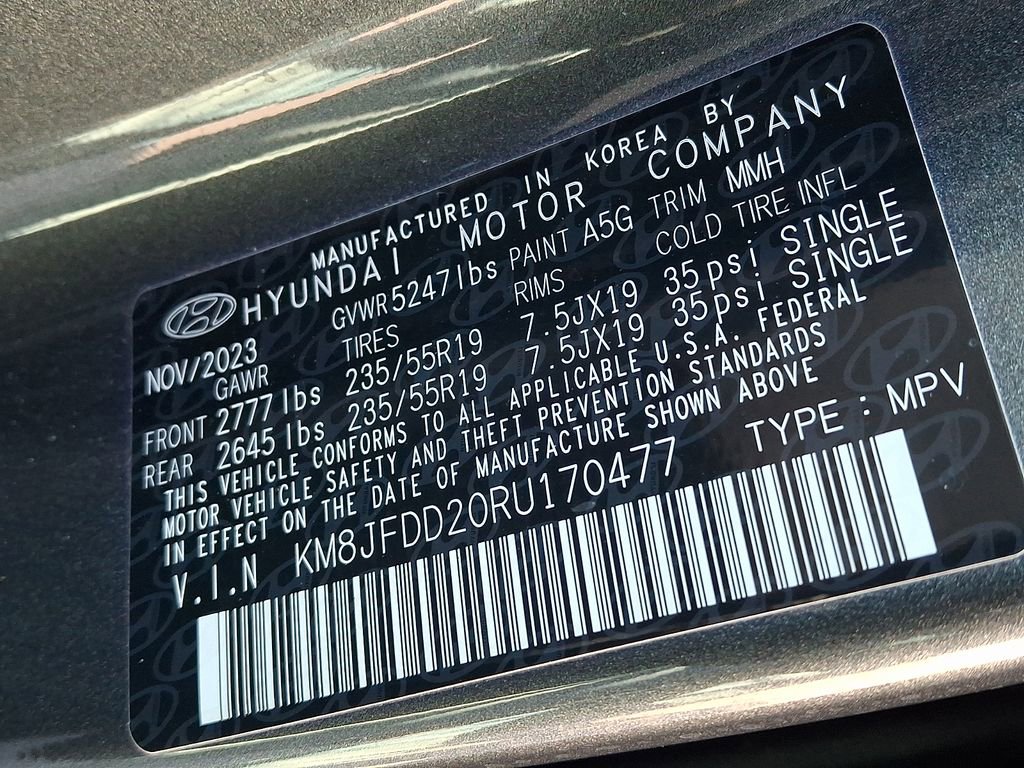 MANUFACTURED IN KOREA BY
HYUNDAI MOTOR COMPANY
NOV/2023 GVWR 5247 lbs PAINT A5G TRIM MMH
GAWR TIRES RIMS COLD TIRE INFL
FRONT 2777 lbs 235/55R19 7.5JX19 35psi SINGLE
REAR 2645 lbs 235/55R19 7.5JX19 35psi SINGLE
THIS VEHICLE CONFORMS TO ALL APPLICABLE U.S.A. FEDERAL
MOTOR VEHICLE SAFETY AND THEFT PREVENTION STANDARDS
IN EFFECT ON THE DATE OF MANUFACTURE SHOWN ABOVE
V.I.N KM8JFDD20RU170477 TYPE : MPV